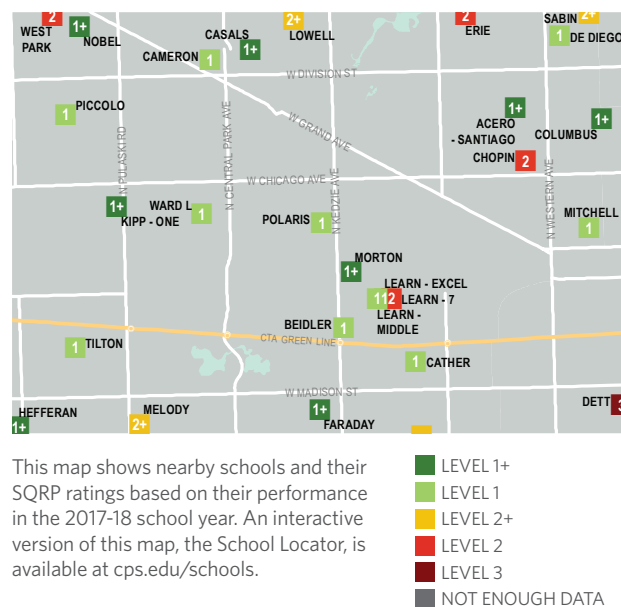 WEST
PARK
2
1+
NOBEL
CASALS
1+
CAMERON
1
2+
LOWELL
2
ERIE
SABIN
2+
1
DE DIEGO
W DIVISION ST
PICCOLO
1
N PULASKI RD
N CENTRAL PARK AVE
W GRAND AVE
1+
ACERO
- SANTIAGO
COLUMBUS
1+
CHOPIN
2
W CHICAGO AVE
N KEDZIE AVE
N WESTERN AVE
1+
WARD L
KIPP - ONE
1
POLARIS
1
MITCHELL
1
MORTON
1+
LEARN - EXCEL
112
LEARN - 7
LEARN -
MIDDLE
BEIDLER
1
CTA GREEN LINE
1
TILTON
1
CATHER
W MADISON ST
HEFFERAN
1+
MELODY
2+
1+
FARADAY
DETT
3
This map shows nearby schools and their
SQRP ratings based on their performance
in the 2017-18 school year. An interactive
version of this map, the School Locator, is
available at cps.edu/schools.
LEVEL 1+
LEVEL 1
LEVEL 2+
LEVEL 2
LEVEL 3
NOT ENOUGH DATA